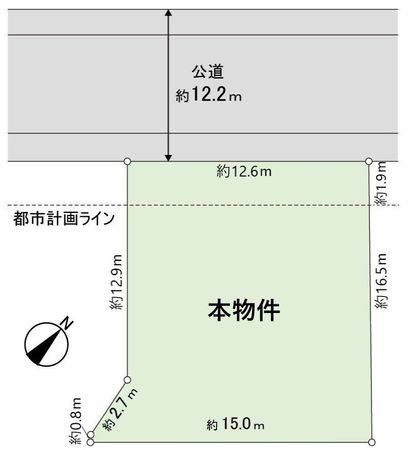 公道
約12.2m
約12.6m
約1.9m
都市計画ライン
約12.9m
約16.5m
本物件
N
約2.7m
約0.8m
約15.0m